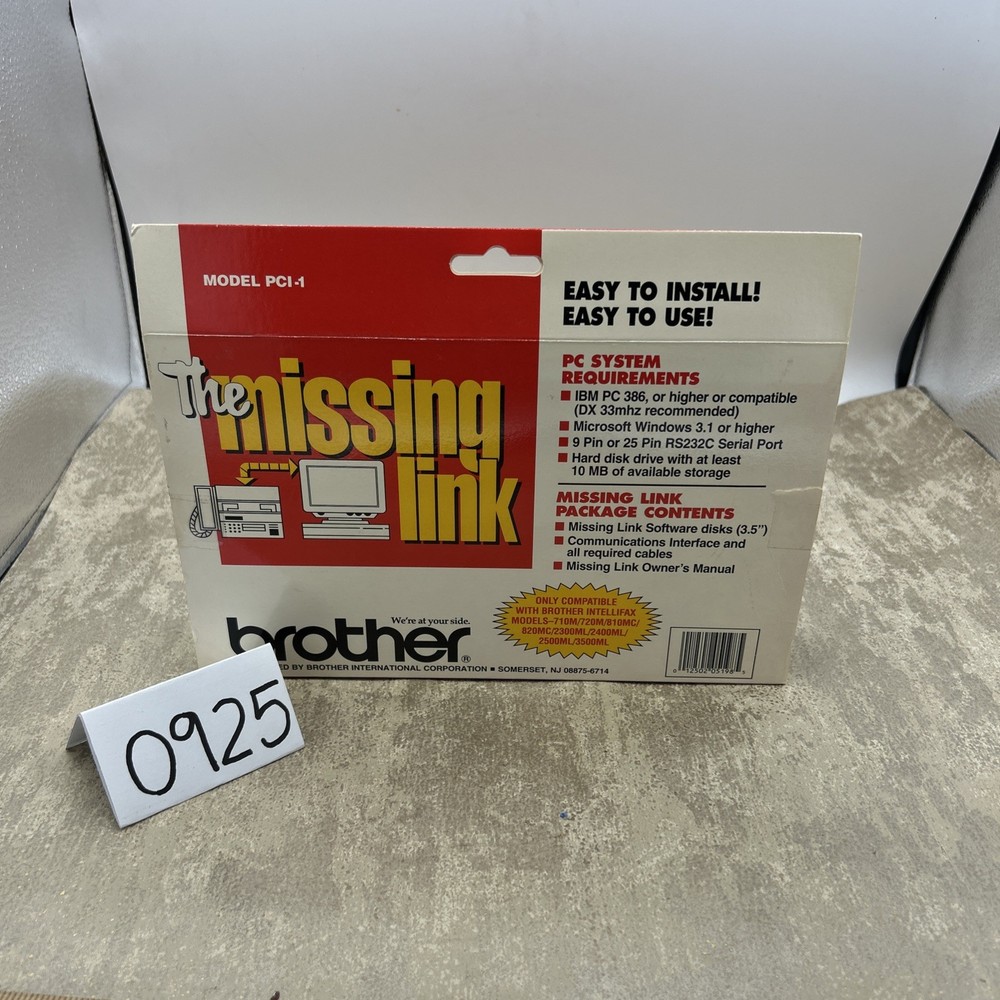 MODEL PCI-1
The missing
link
EASY TO INSTALL!
EASY TO USE!
PC SYSTEM
REQUIREMENTS
IBM PC 386, or higher or compatible
(DX 33mhz recommended)
Microsoft Windows 3.1 or higher
9 Pin or 25 Pin RS232C Serial Port
Hard disk drive with at least
10 MB of available storage
MISSING LINK
PACKAGE CONTENTS
Missing Link Software disks (3.5")
Communications Interface and
all required cables
Missing Link Owner's Manual
ONLY COMPATIBLE
WITH BROTHER INTELLIFAX
MODELS–710M/720M/810MC/
820MC/2300ML/2400ML/
2500ML/3500ML
We're at your side.
brother®
BY BROTHER INTERNATIONAL CORPORATION ■ SOMERSET, NJ 08875-6714
0925